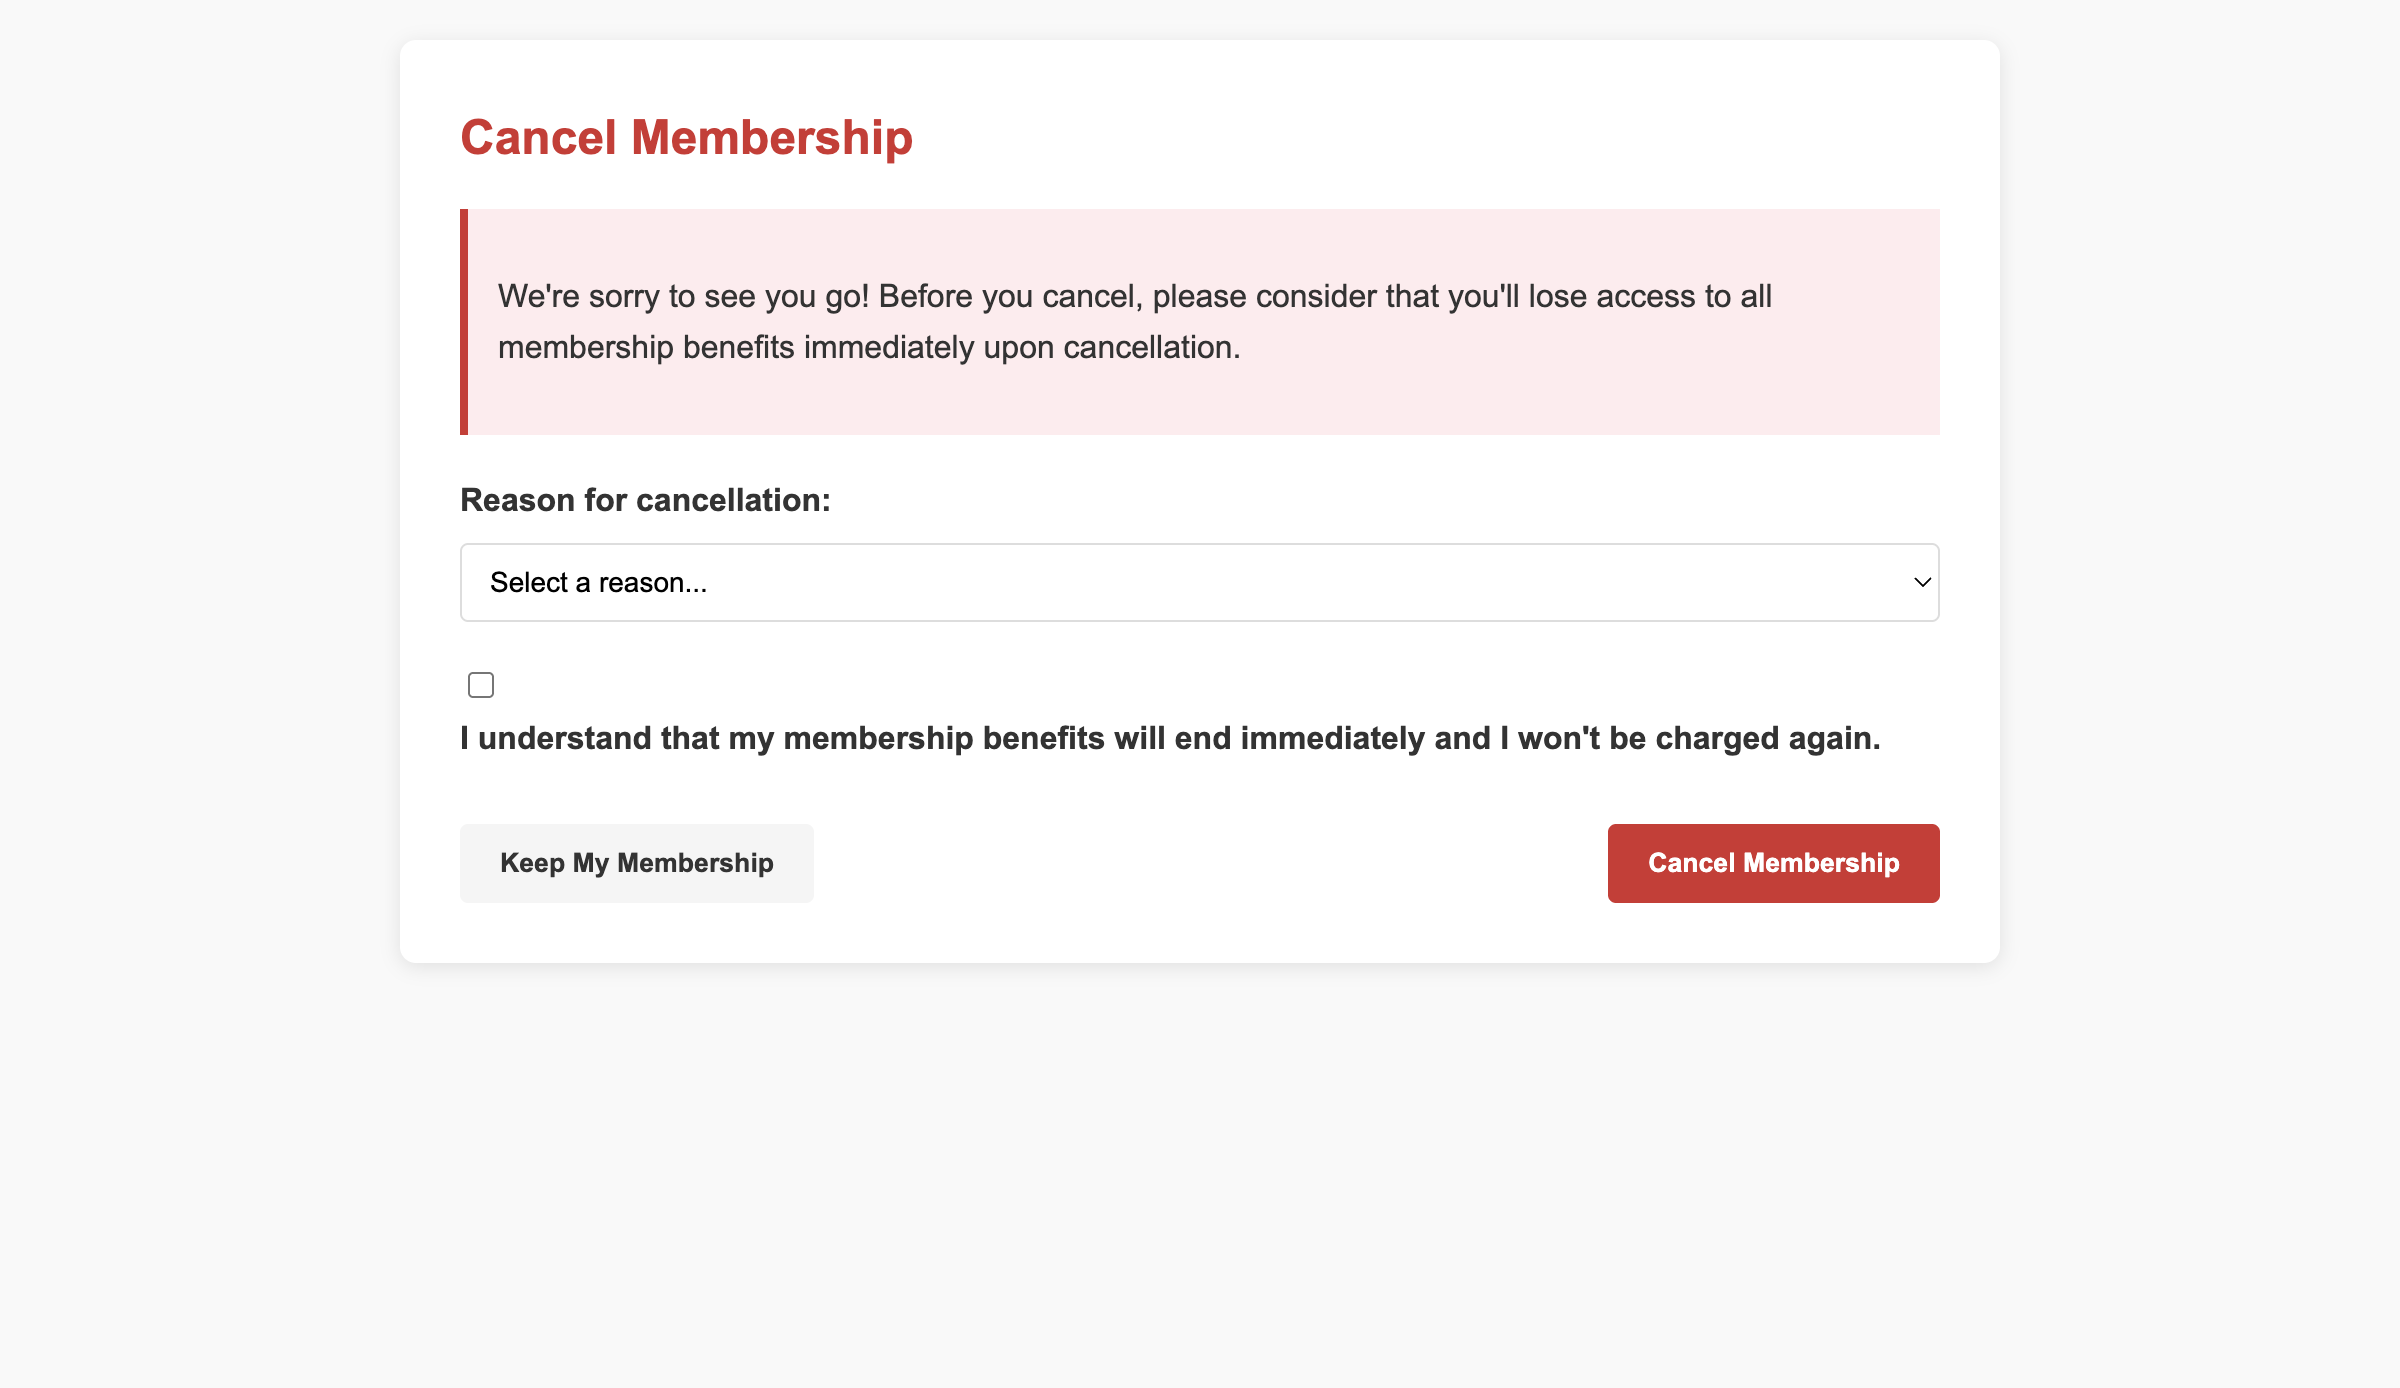 Cancel Membership
We're sorry to see you go! Before you cancel, please consider that you'll lose access to all
membership benefits immediately upon cancellation.
Reason for cancellation:
Select a reason...
I understand that my membership benefits will end immediately and I won't be charged again.
Keep My Membership
Cancel Membership